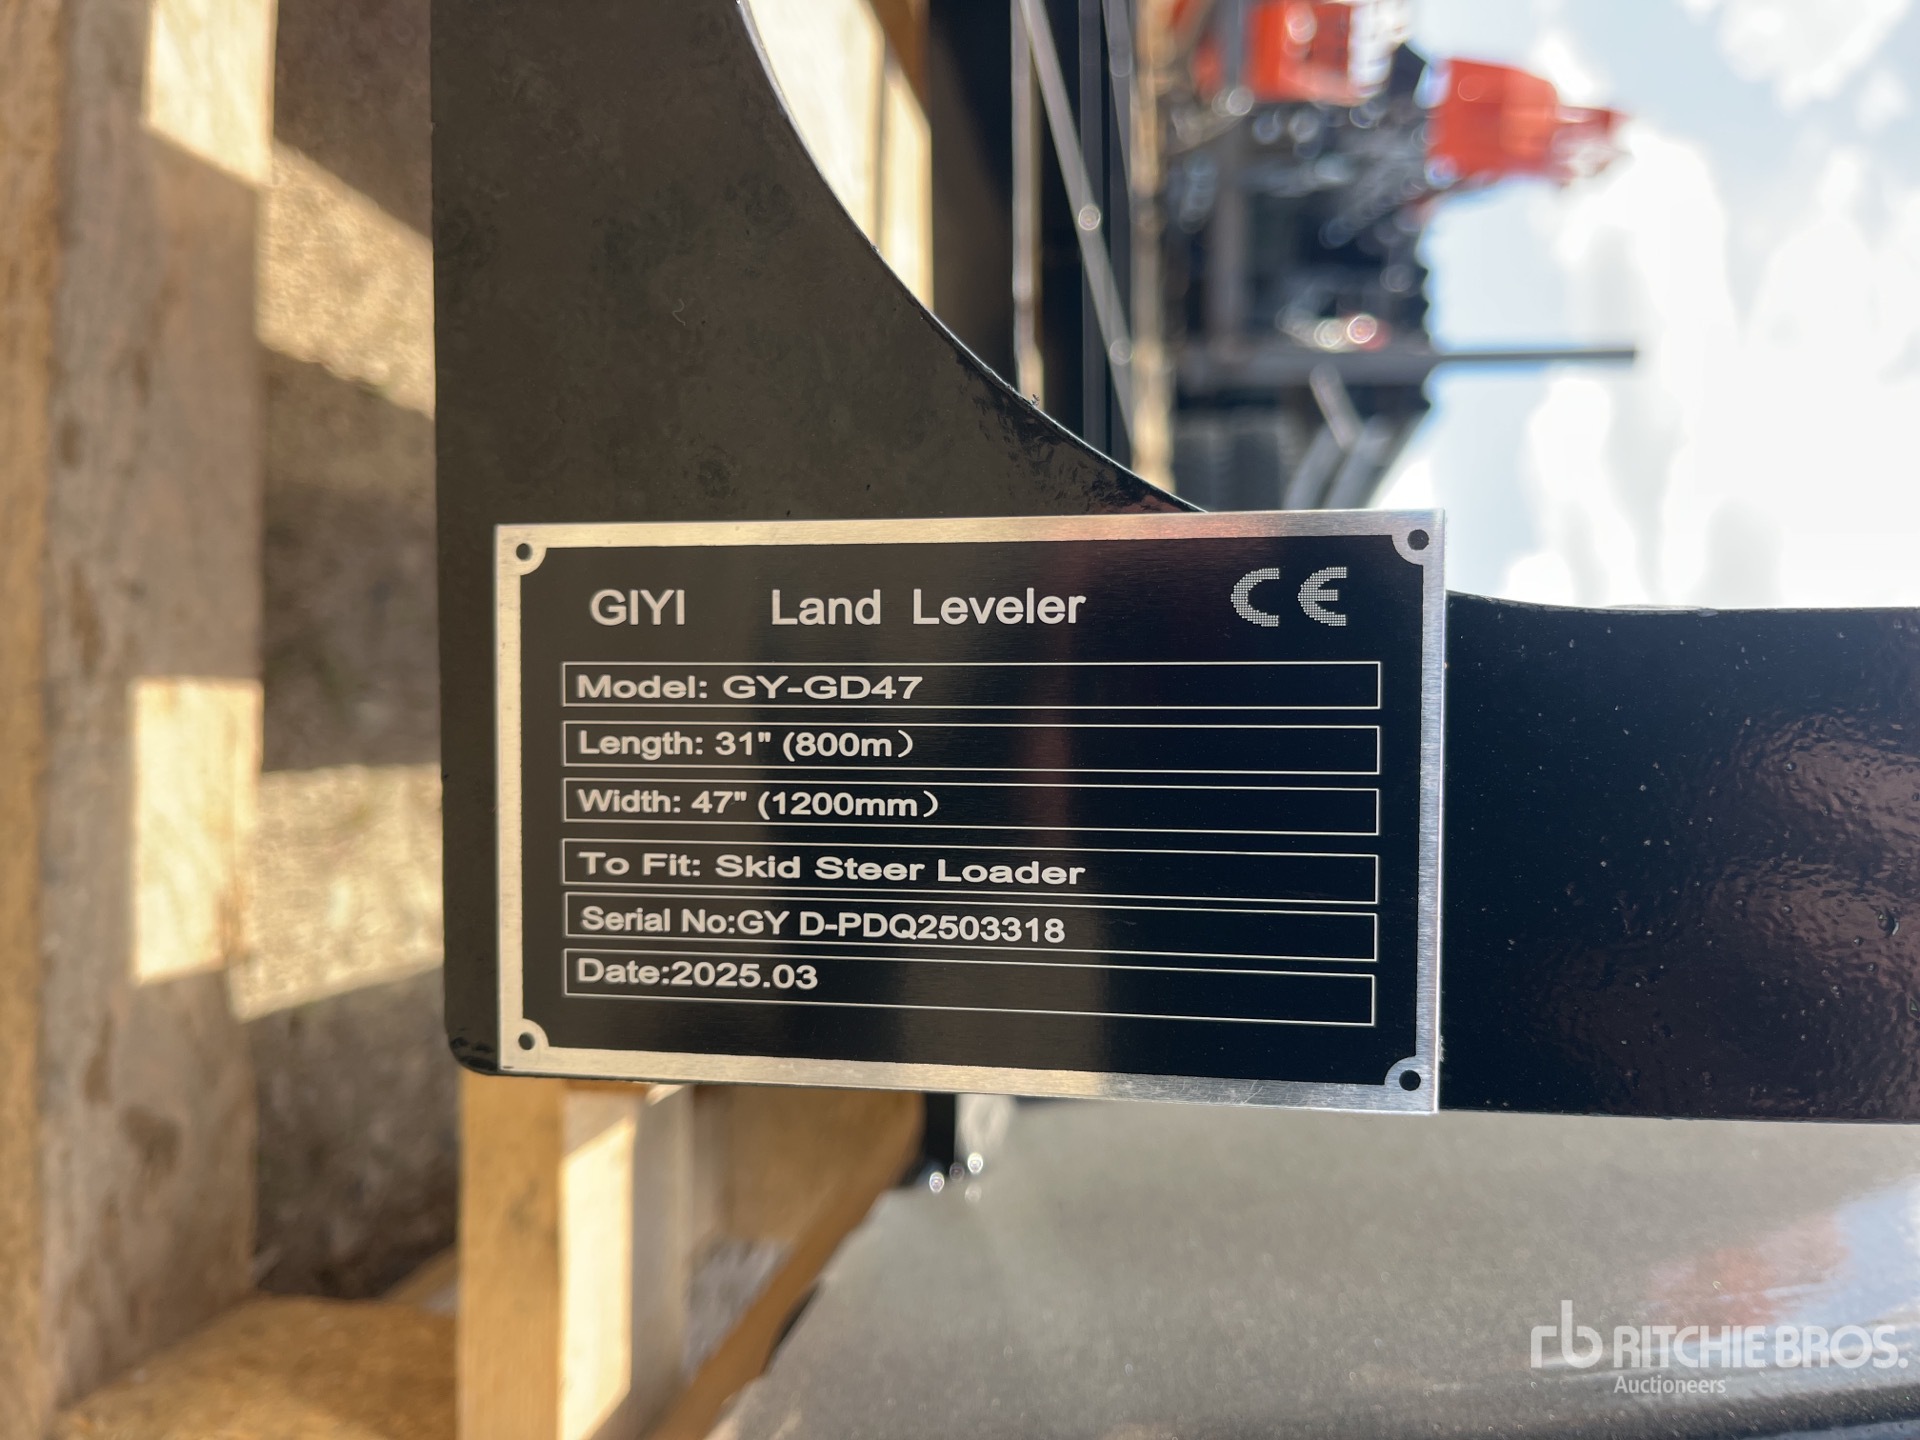 GIYI Land Leveler CE
Model: GY-GD47
Length: 31" (800m）
Width: 47" (1200mm）
To Fit: Skid Steer Loader
Serial No:GY D-PDQ2503318
Date:2025.03
rb RITCHIE BROS.
Auctioneers